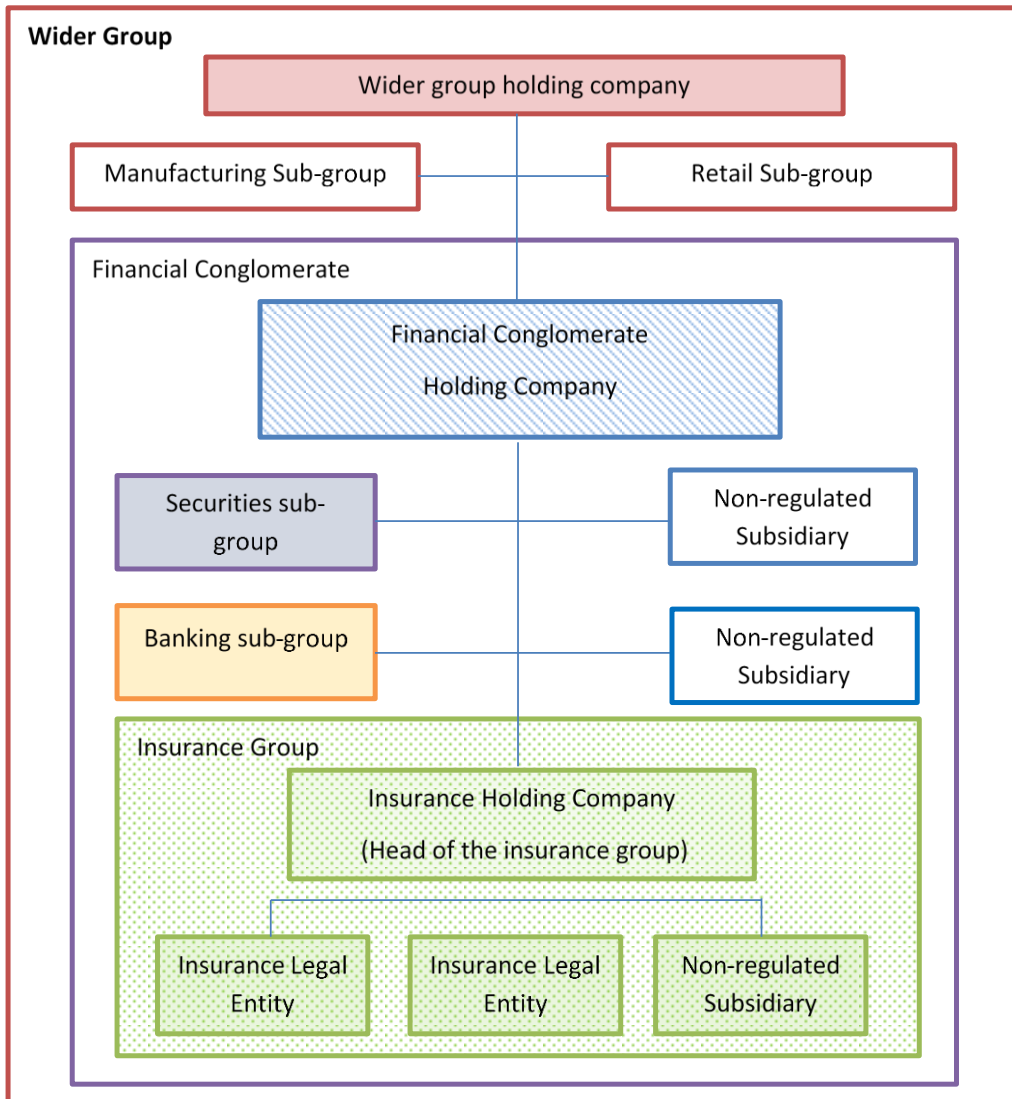 Wider Group
Wider group holding company
Manufacturing Sub-group
Retail Sub-group
Financial Conglomerate
Financial Conglomerate
Holding Company
Securities sub-
group
Non-regulated
Subsidiary
Banking sub-group
Non-regulated
Subsidiary
Insurance Group
Insurance Holding Company
(Head of the insurance group)
Insurance Legal
Entity
Insurance Legal
Entity
Non-regulated
Subsidiary